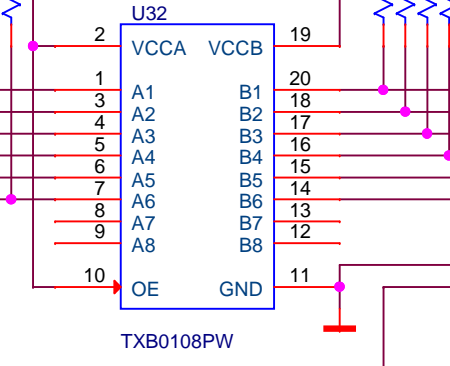 U32
2 VCCA VCCB 19
1 A1 B1 20
3 A2 B2 18
4 A3 B3 17
5 A4 B4 16
6 A5 B5 15
7 A6 B6 14
8 A7 B7 13
9 A8 B8 12
10 OE GND 11
TXB0108PW